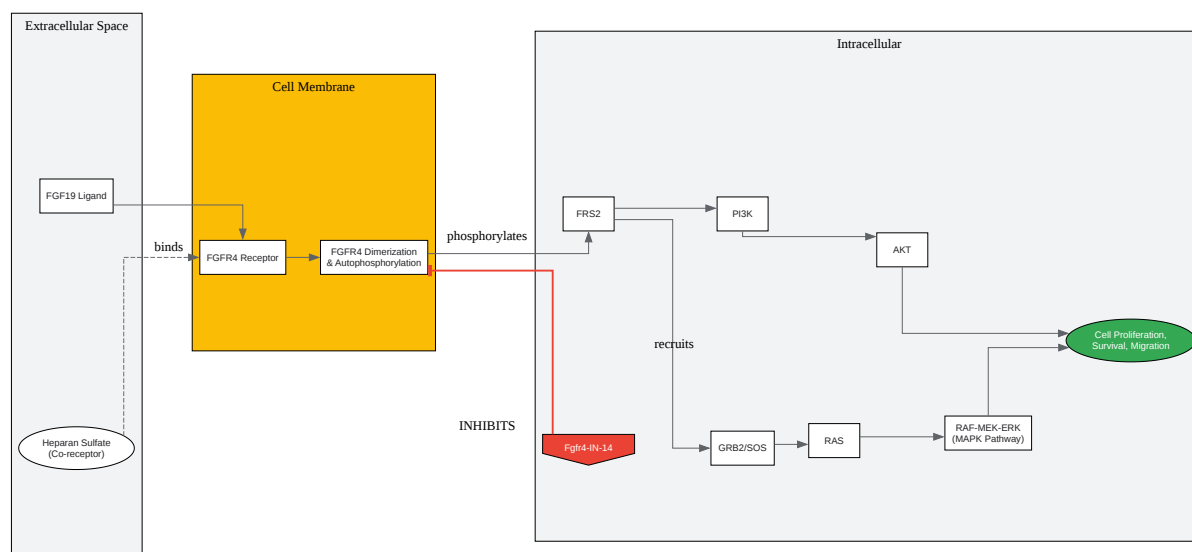 Extracellular Space
Intracellular
Cell Membrane
FGF19 Ligand
FRS2
PI3K
binds
phosphorylates
AKT
FGFR4 Receptor
FGFR4 Dimerization
& Autophosphorylation
recruits
Cell Proliferation,
Survival, Migration
INHIBITS
Heparan Sulfate
(Co-receptor)
Fgfr4-IN-14
GRB2/SOS
RAS
RAF-MEK-ERK
(MAPK Pathway)